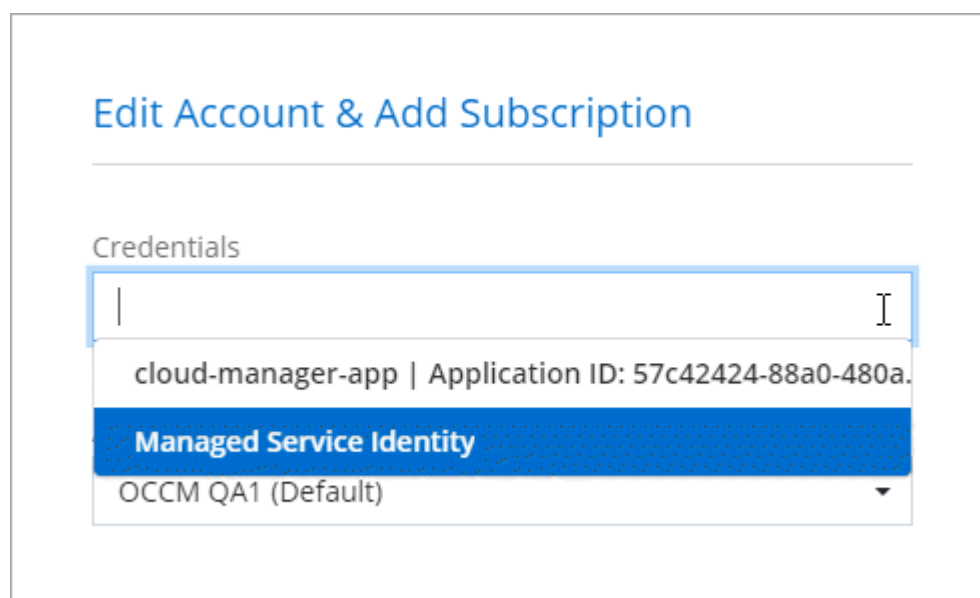 Edit Account & Add Subscription
Credentials
cloud-manager-app | Application ID: 57c42424-88a0-480a.
Managed Service Identity
OCCM QA1 (Default)